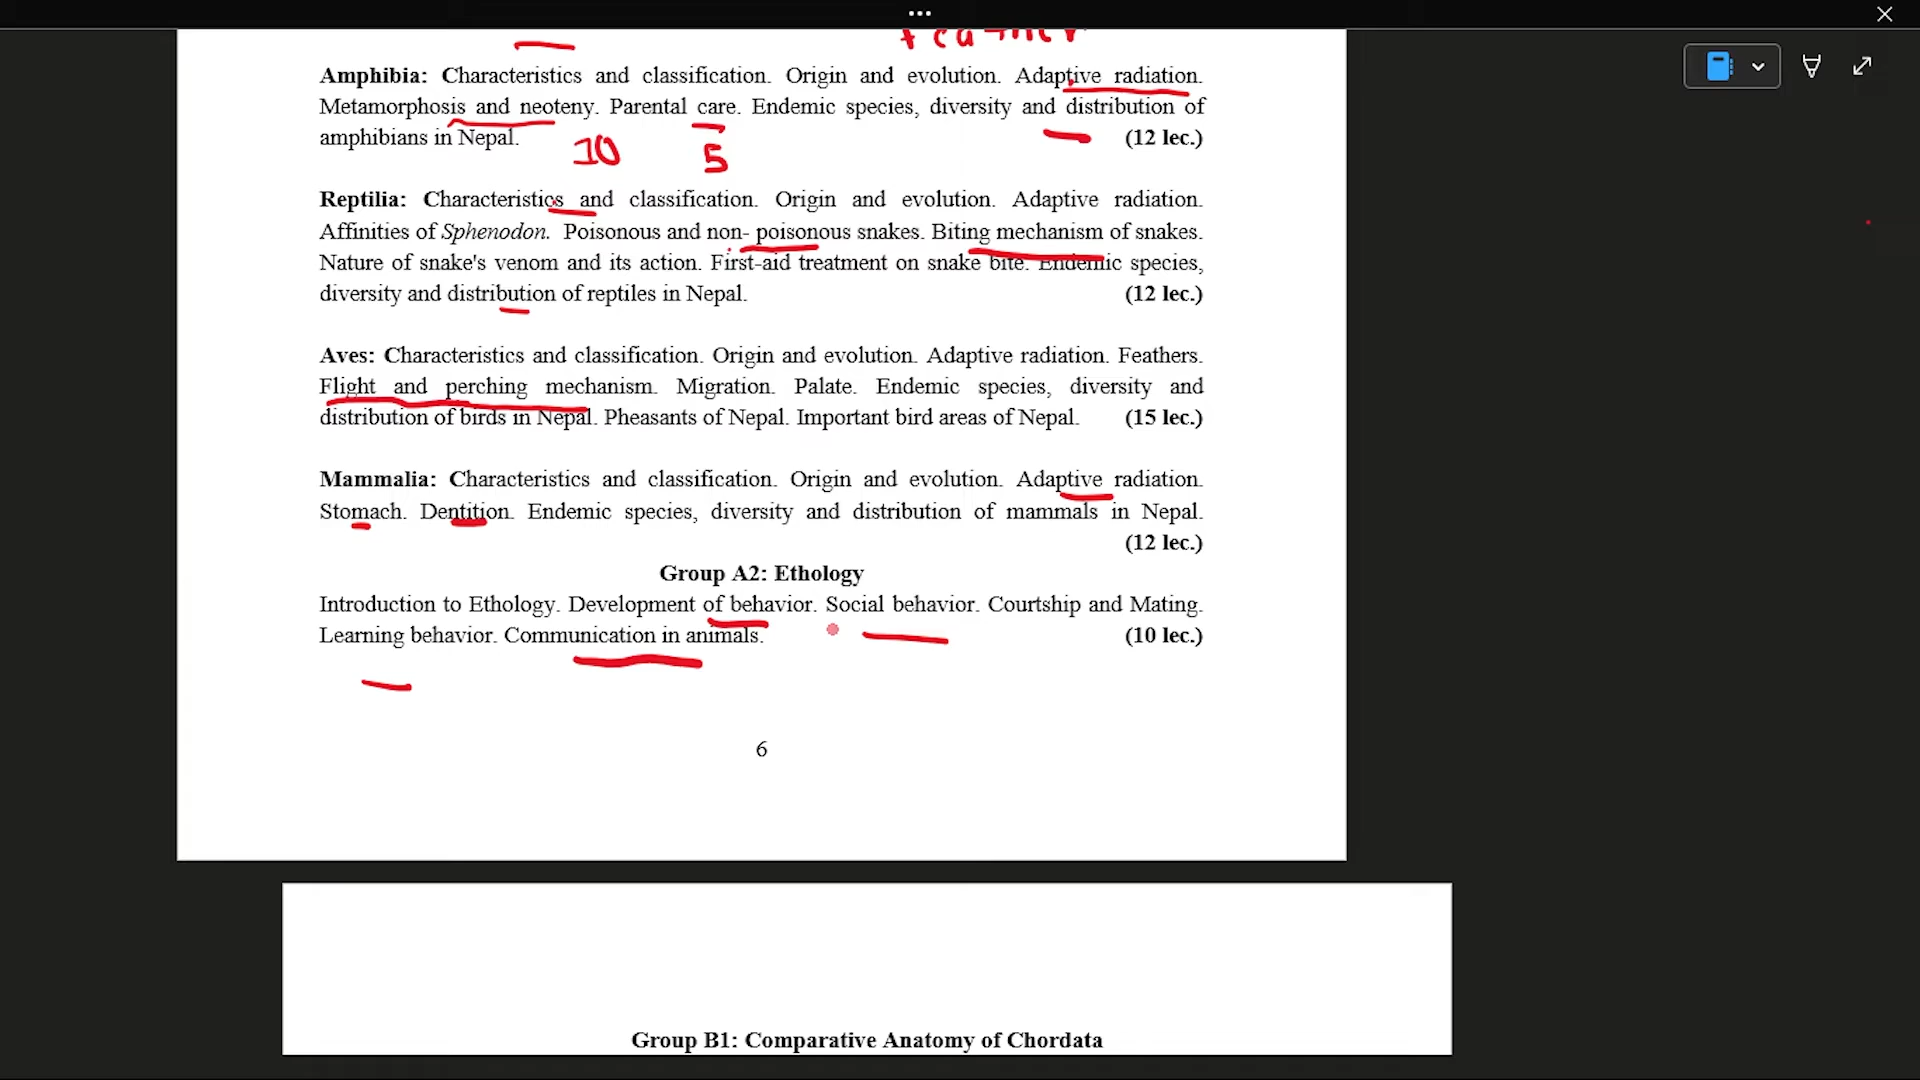 feather
Amphibia: Characteristics and classification. Origin and evolution. Adaptive radiation.
Metamorphosis and neoteny. Parental care. Endemic species, diversity and distribution of
amphibians in Nepal. (12 lec.)
10 5
Reptilia: Characteristics and classification. Origin and evolution. Adaptive radiation.
Affinities of Sphenodon. Poisonous and non- poisonous snakes. Biting mechanism of snakes.
Nature of snake's venom and its action. First-aid treatment on snake bite. Endemic species,
diversity and distribution of reptiles in Nepal. (12 lec.)
Aves: Characteristics and classification. Origin and evolution. Adaptive radiation. Feathers.
Flight and perching mechanism. Migration. Palate. Endemic species, diversity and
distribution of birds in Nepal. Pheasants of Nepal. Important bird areas of Nepal. (15 lec.)
Mammalia: Characteristics and classification. Origin and evolution. Adaptive radiation.
Stomach. Dentition. Endemic species, diversity and distribution of mammals in Nepal.
(12 lec.)
Group A2: Ethology
Introduction to Ethology. Development of behavior. Social behavior. Courtship and Mating.
Learning behavior. Communication in animals. (10 lec.)
6
Group B1: Comparative Anatomy of Chordata